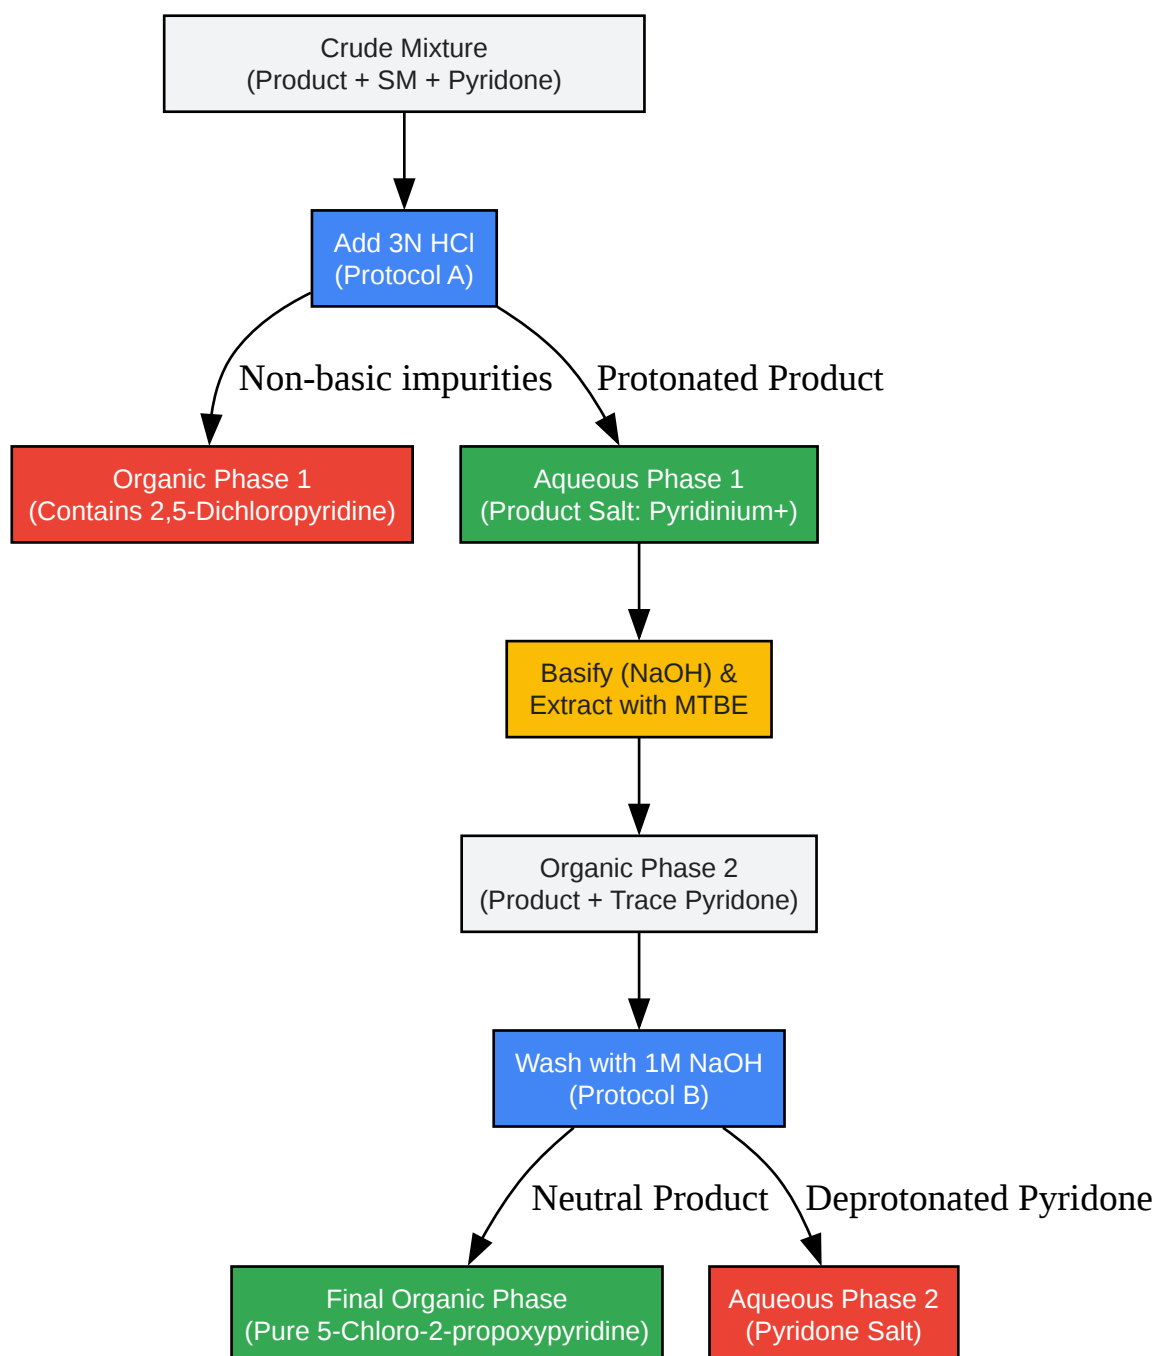 Crude Mixture
(Product + SM + Pyridone)
Add 3N HCl
(Protocol A)
Non-basic impurities
Protonated Product
Organic Phase 1
(Contains 2,5-Dichloropyridine)
Aqueous Phase 1
(Product Salt: Pyridinium+)
Basify (NaOH) &
Extract with MTBE
Organic Phase 2
(Product + Trace Pyridone)
Wash with 1M NaOH
(Protocol B)
Neutral Product
Deprotonated Pyridone
Final Organic Phase
(Pure 5-Chloro-2-propoxypyridine)
Aqueous Phase 2
(Pyridone Salt)